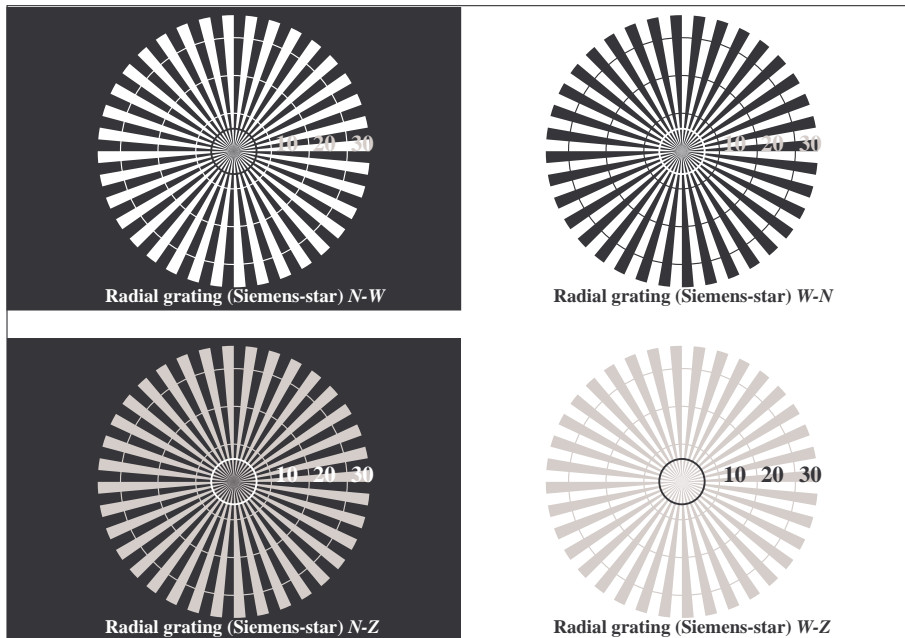 10 20 30
Radial grating (Siemens-star) N-W
10 20 30
Radial grating (Siemens-star) W-N
10 20 30
Radial grating (Siemens-star) N-Z
10 20 30
Radial grating (Siemens-star) W-Z